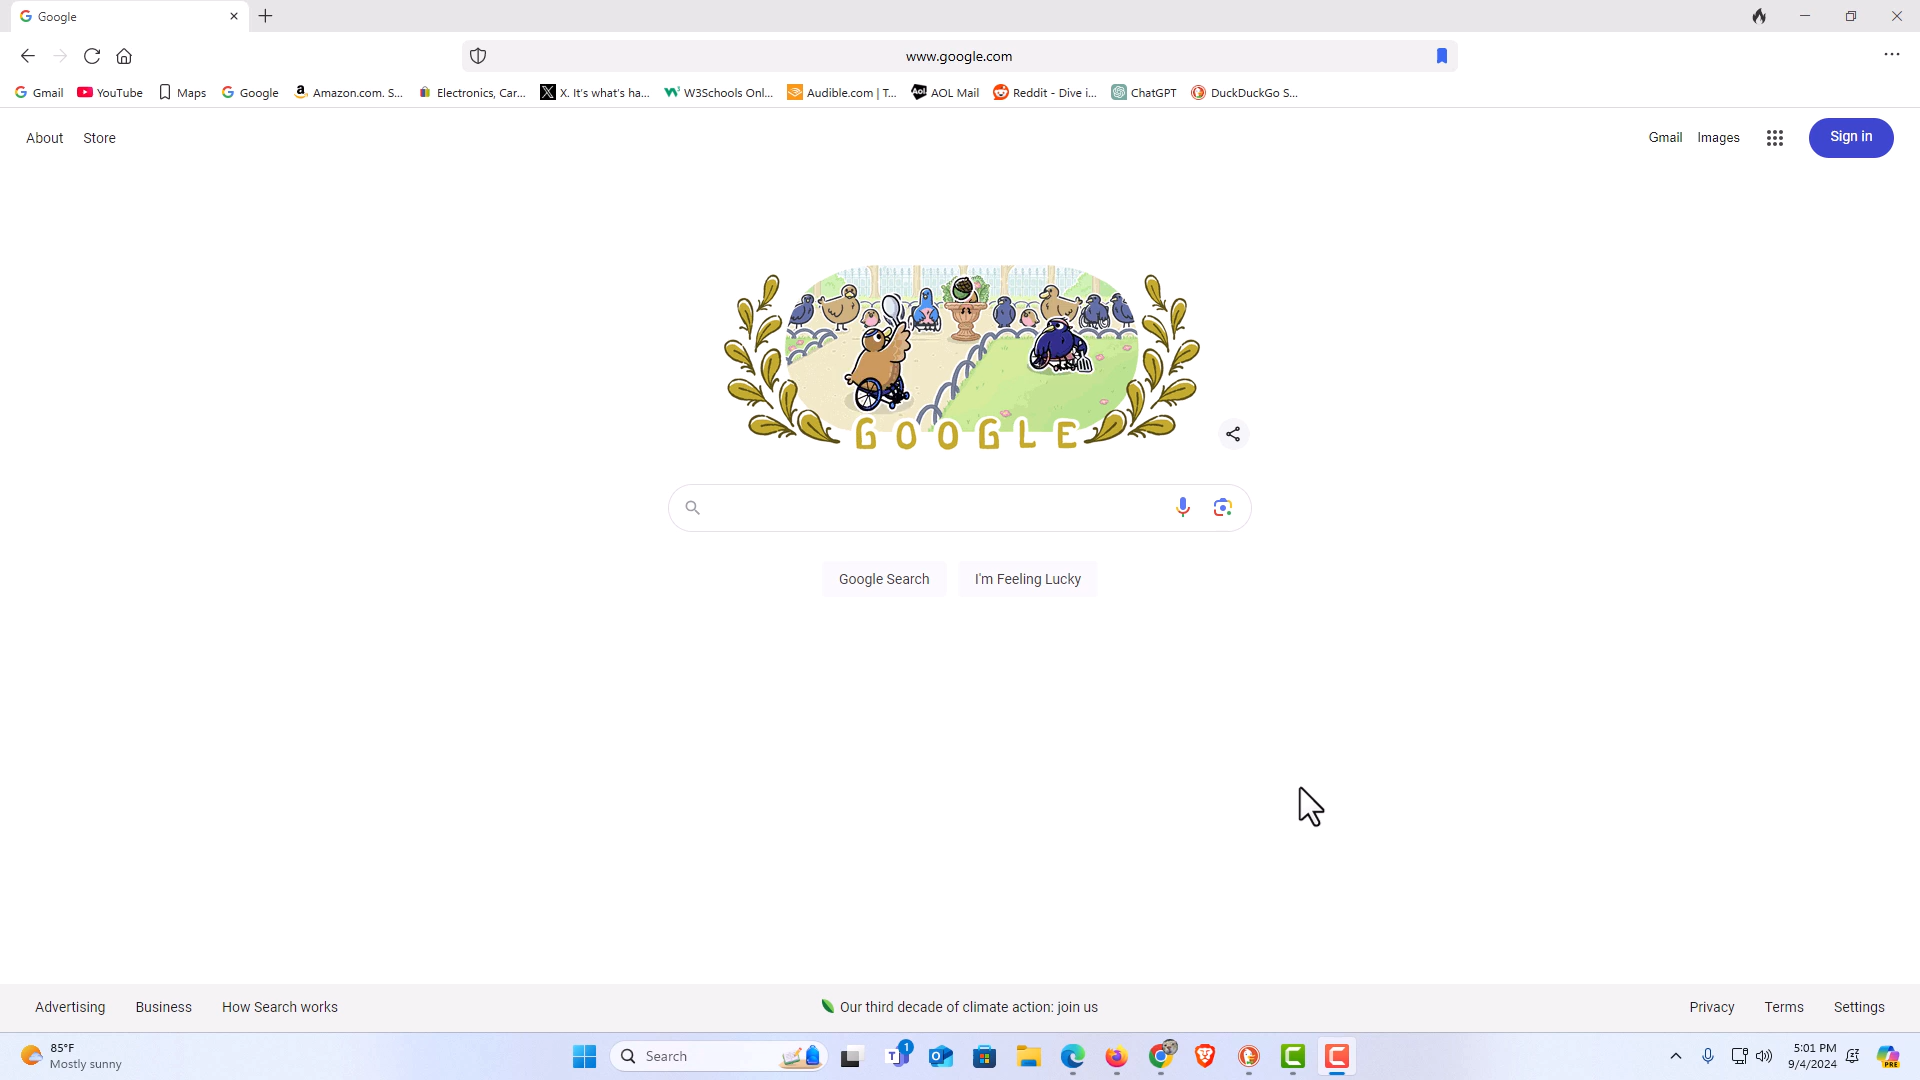 Google
www.google.com
Gmail YouTube Maps Google Amazon.com. S... Electronics, Car... X. It's what's ha... W3Schools Onl... Audible.com | T... AOL Mail Reddit - Dive i... ChatGPT DuckDuckGo S...
About Store Gmail Images Sign in
GOOGLE
Google Search I'm Feeling Lucky
Advertising Business How Search works Our third decade of climate action: join us Privacy Terms Settings
85°F
Mostly sunny
Search
1
PRE
5:01 PM
9/4/2024